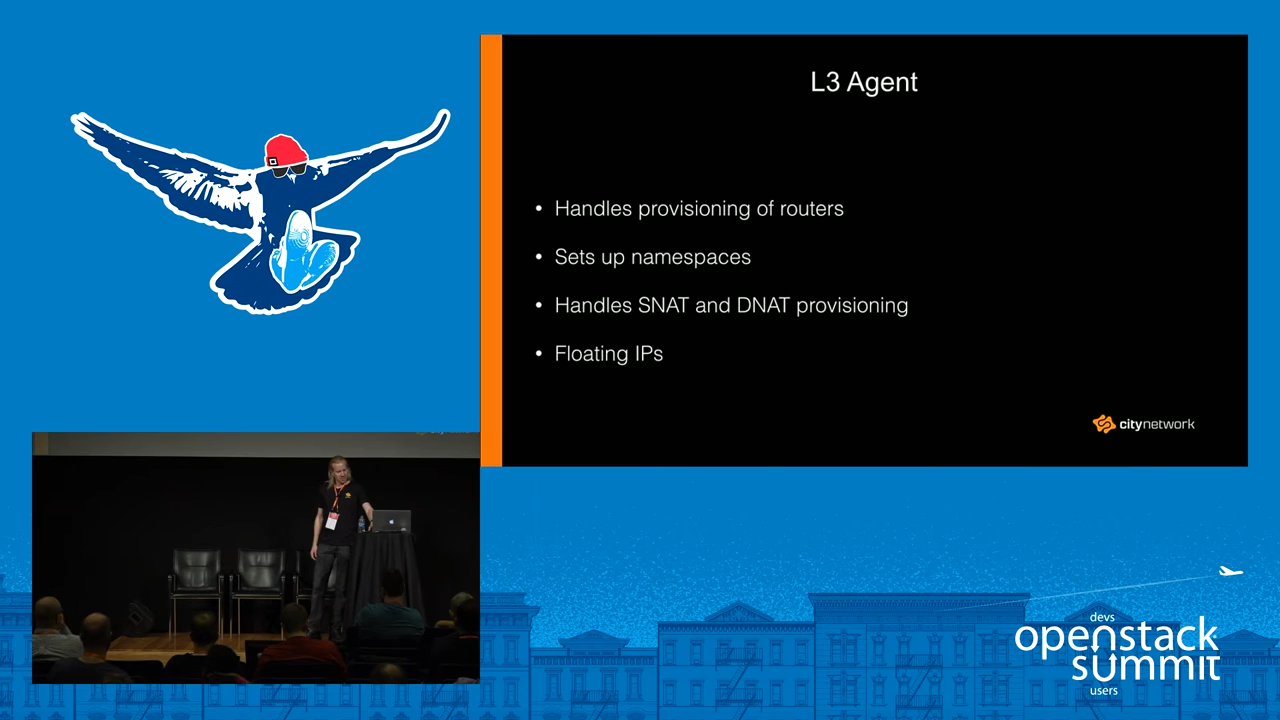 L3 Agent
• Handles provisioning of routers
• Sets up namespaces
• Handles SNAT and DNAT provisioning
• Floating IPs
citynetwork
devs
openstack
summit
users